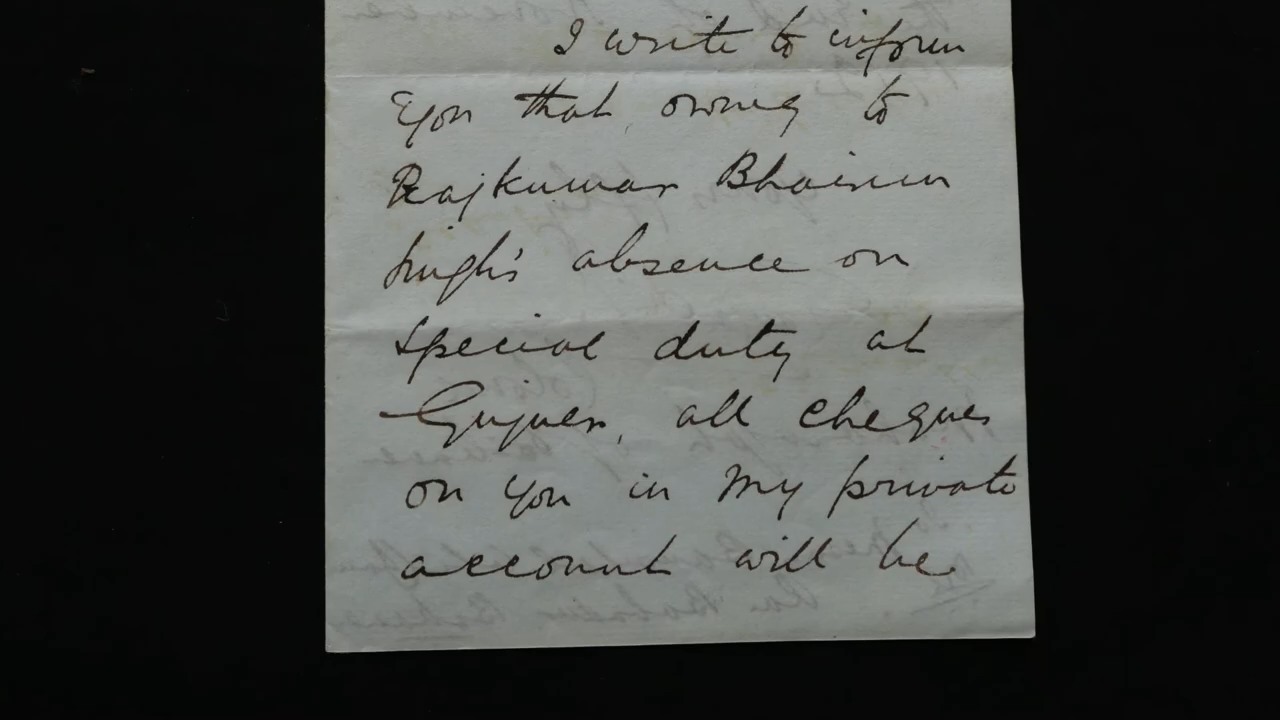 I write to inform
you that owing to
Rajkumar Bhairun
Singh's absence on
special duty at
Gujner, all cheques
on you in my private
account will be